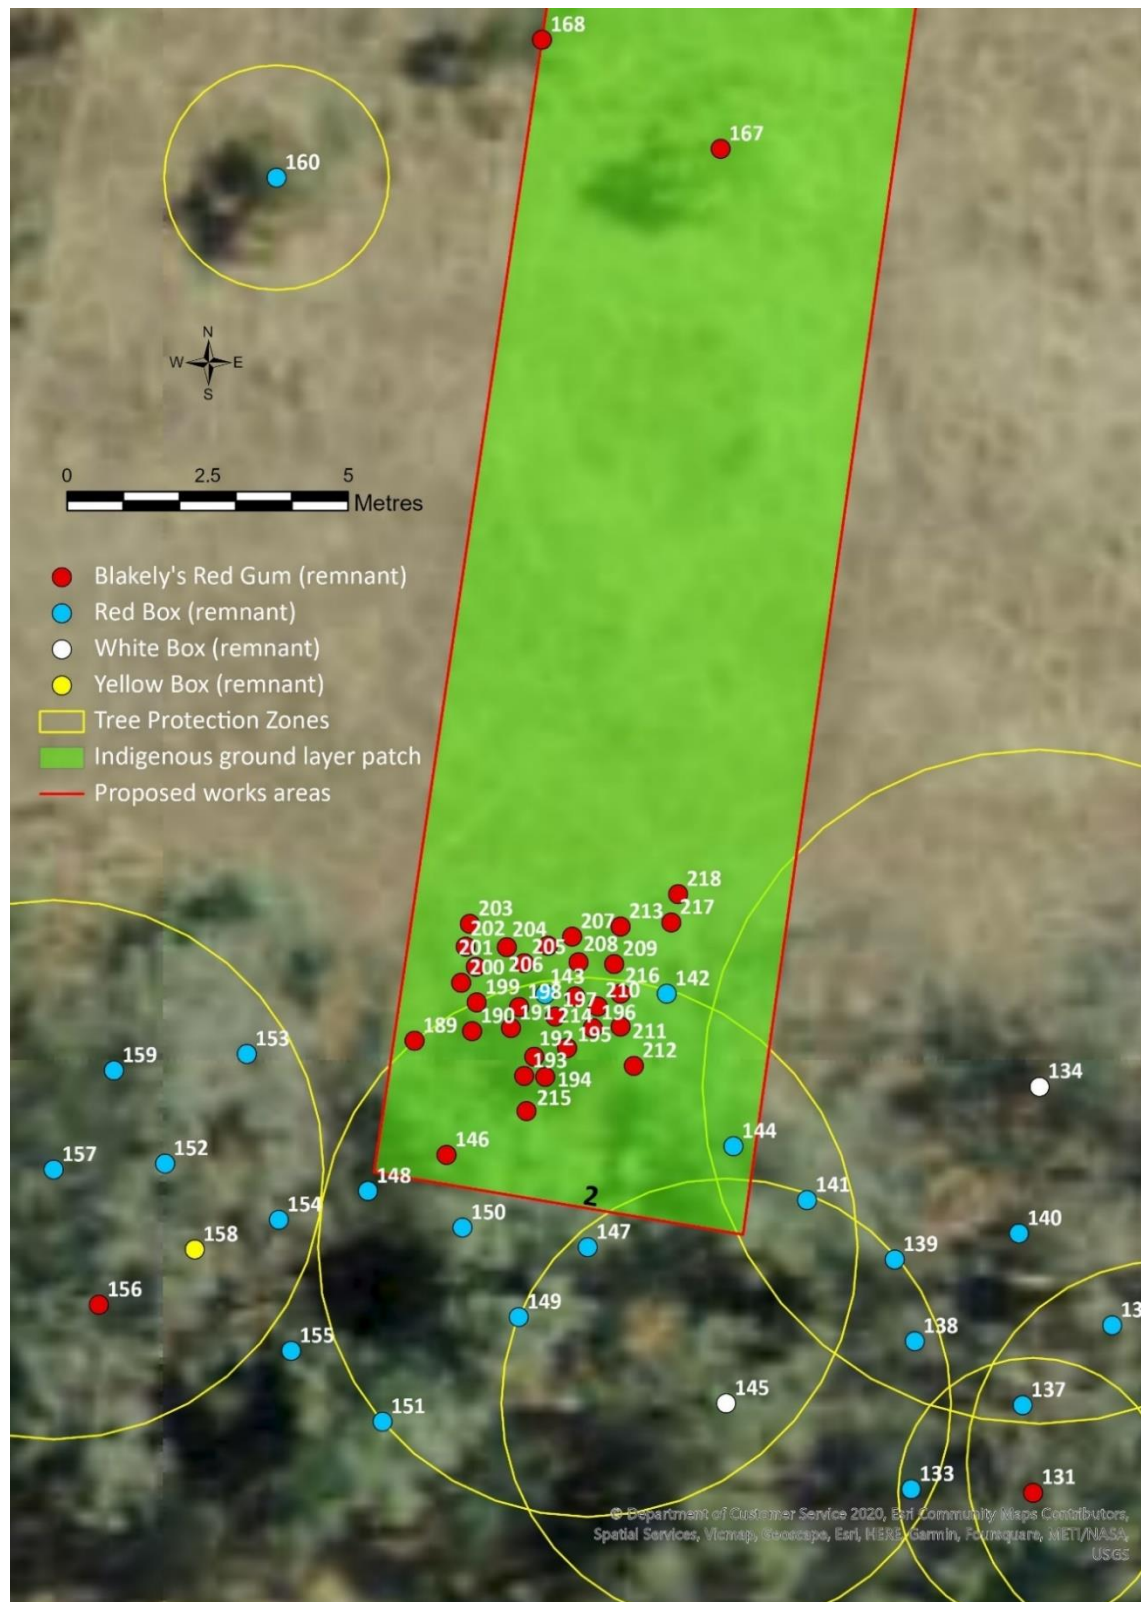 168
167
160
N
W E
S
0 2.5 5
Metres
Blakely's Red Gum (remnant)
Red Box (remnant)
White Box (remnant)
Yellow Box (remnant)
Tree Protection Zones
Indigenous ground layer patch
Proposed works areas
218
203
213 217
207
202 204
201 205 208 209
200 206
143 216 142
199 198 197 210
190 191 214 196
189 192 195 211
153
193 212
159
194
134
215
146
144
157 152
148
2
141
154 150
140
158 147
139
156
149
138
13
155
137
151 145
133 131
© Department of Customer Service 2020, Esri Community Maps Contributors,
Spatial Services, Vicmap, Geoscape, Esri, HERE, Garmin, Foursquare, METI/NASA,
USGS